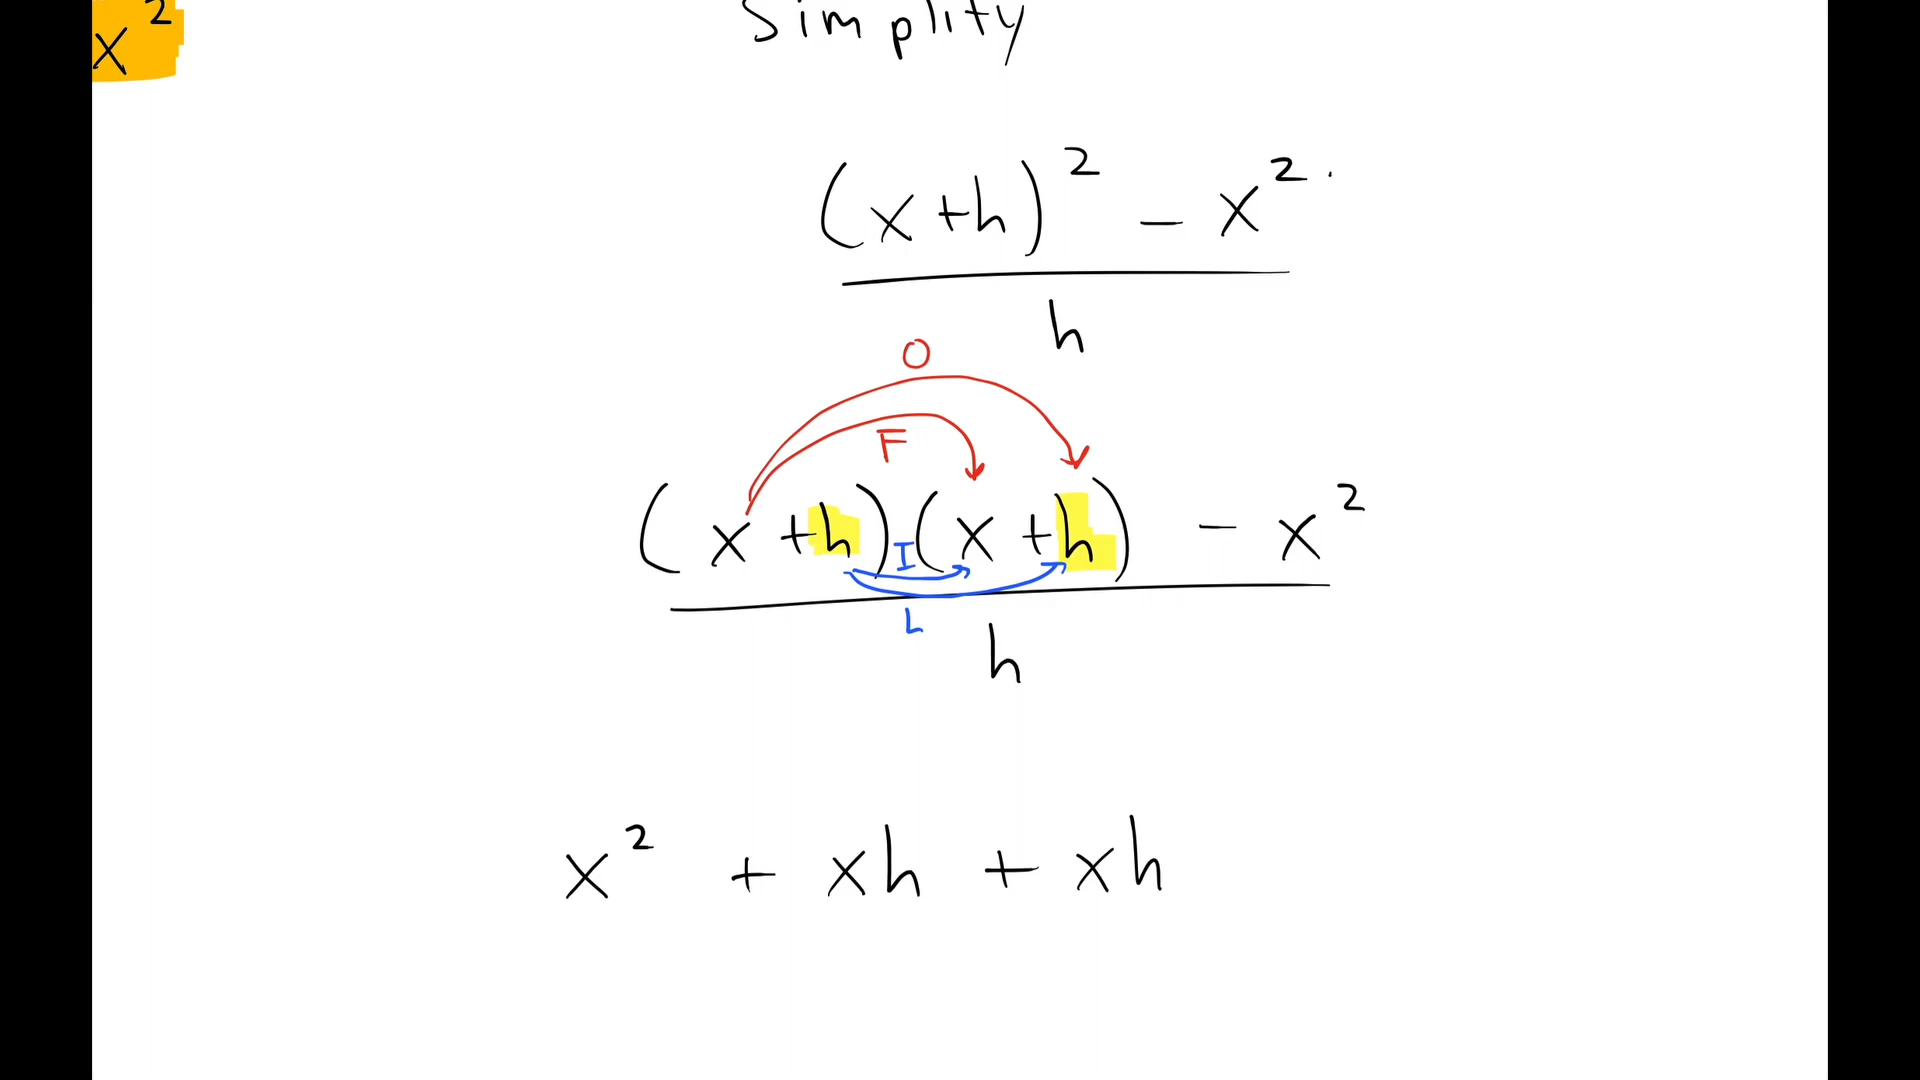 x²
Simplify
(x+h)² - x²
h
O
F
(x+h)(x+h) - x²
I
L
h
x² + xh + xh